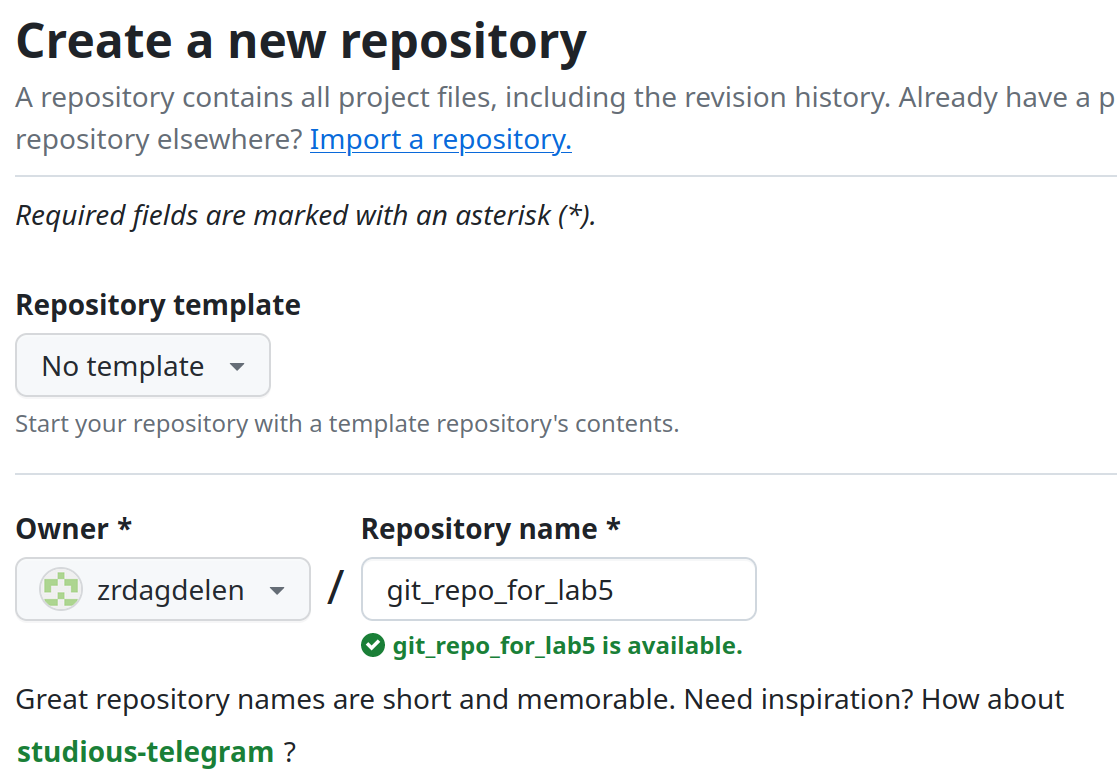 Create a new repository
A repository contains all project files, including the revision history. Already have a p
repository elsewhere? Import a repository.
Required fields are marked with an asterisk (*).
Repository template
No template
Start your repository with a template repository's contents.
Owner *
Repository name *
zrdagdelen
/
git_repo_for_lab5
git_repo_for_lab5 is available.
Great repository names are short and memorable. Need inspiration? How about
studious-telegram ?